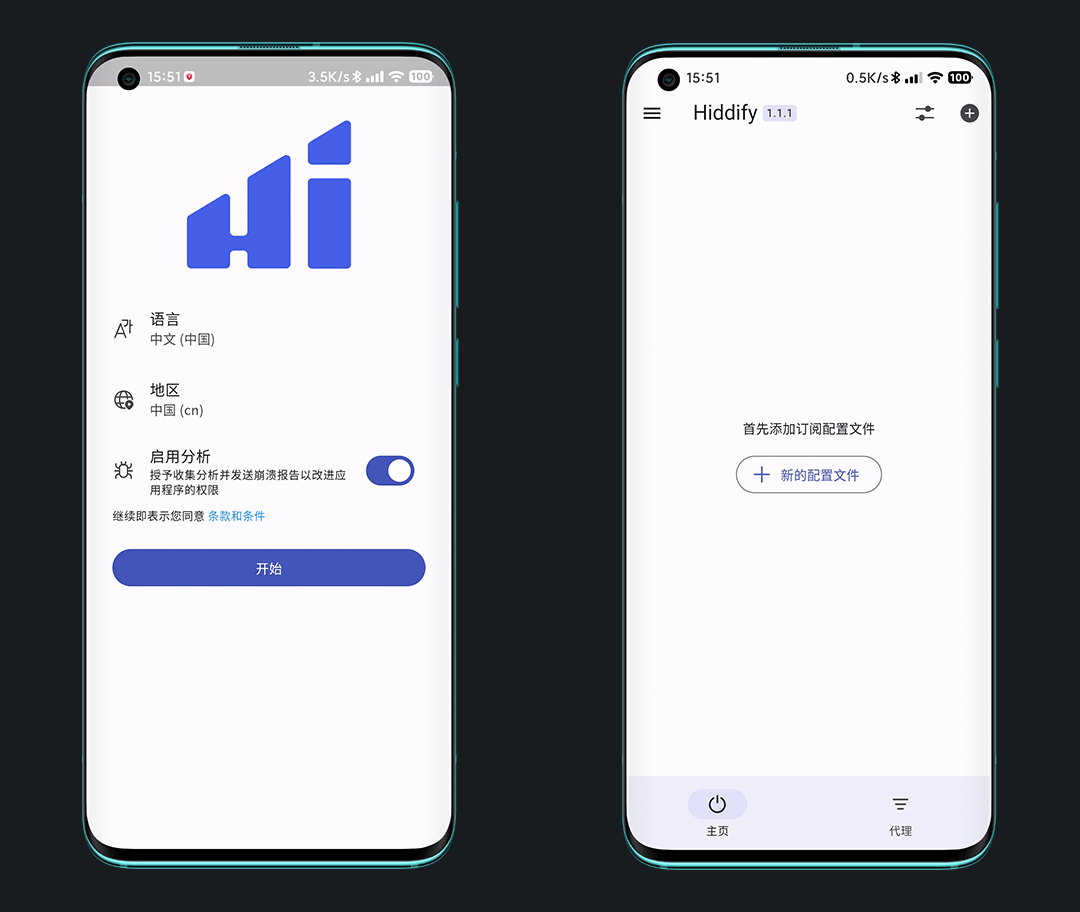 15:51
3.5K/s
100
Hi
语言
中文 (中国)
地区
中国 (cn)
启用分析
授予收集分析并发送崩溃报告以改进应
用程序的权限
继续即表示您同意 条款和条件
开始
15:51
0.5K/s
100
Hiddify 1.1.1
首先添加订阅配置文件
新的配置文件
主页
代理